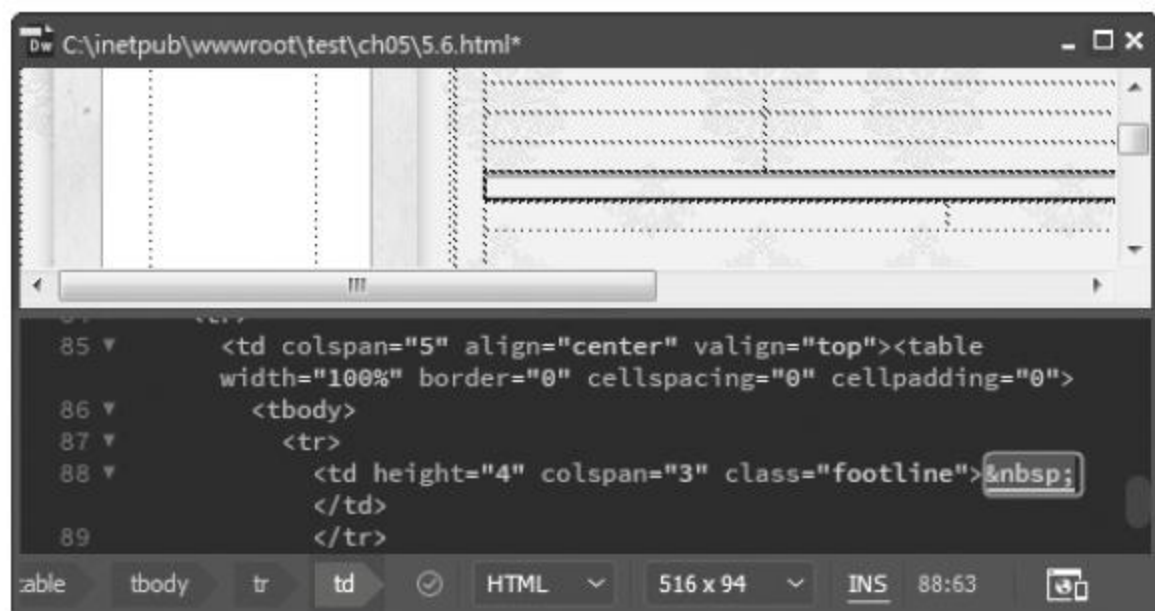 Dw C:\inetpub\wwwroot\test\ch05\5.6.html*
85 <td colspan="5" align="center" valign="top"><table
width="100%" border="0" cellspacing="0" cellpadding="0">
86 <tbody>
87 <tr>
88 <td height="4" colspan="3" class="footline">&nbsp;
</td>
89 </tr>
tbody tr td HTML 516 x 94 INS 88:63